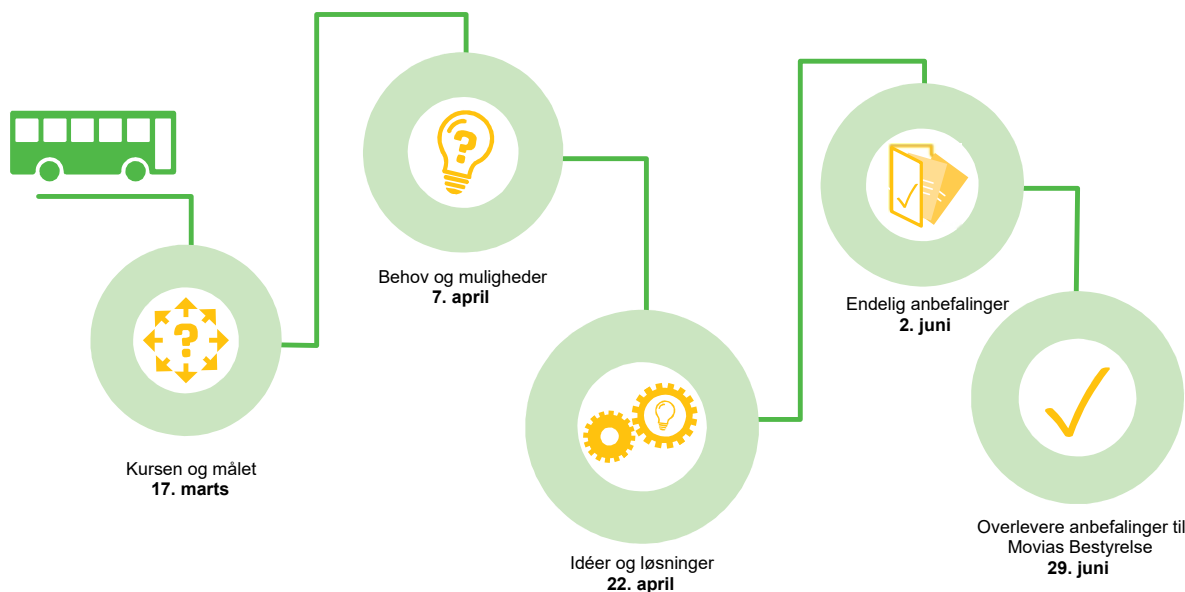 Kursen og målet
17. marts
Behov og muligheder
7. april
Idéer og løsninger
22. april
Endelig anbefalinger
2. juni
Overlevere anbefalinger til
Movias Bestyrelse
29. juni